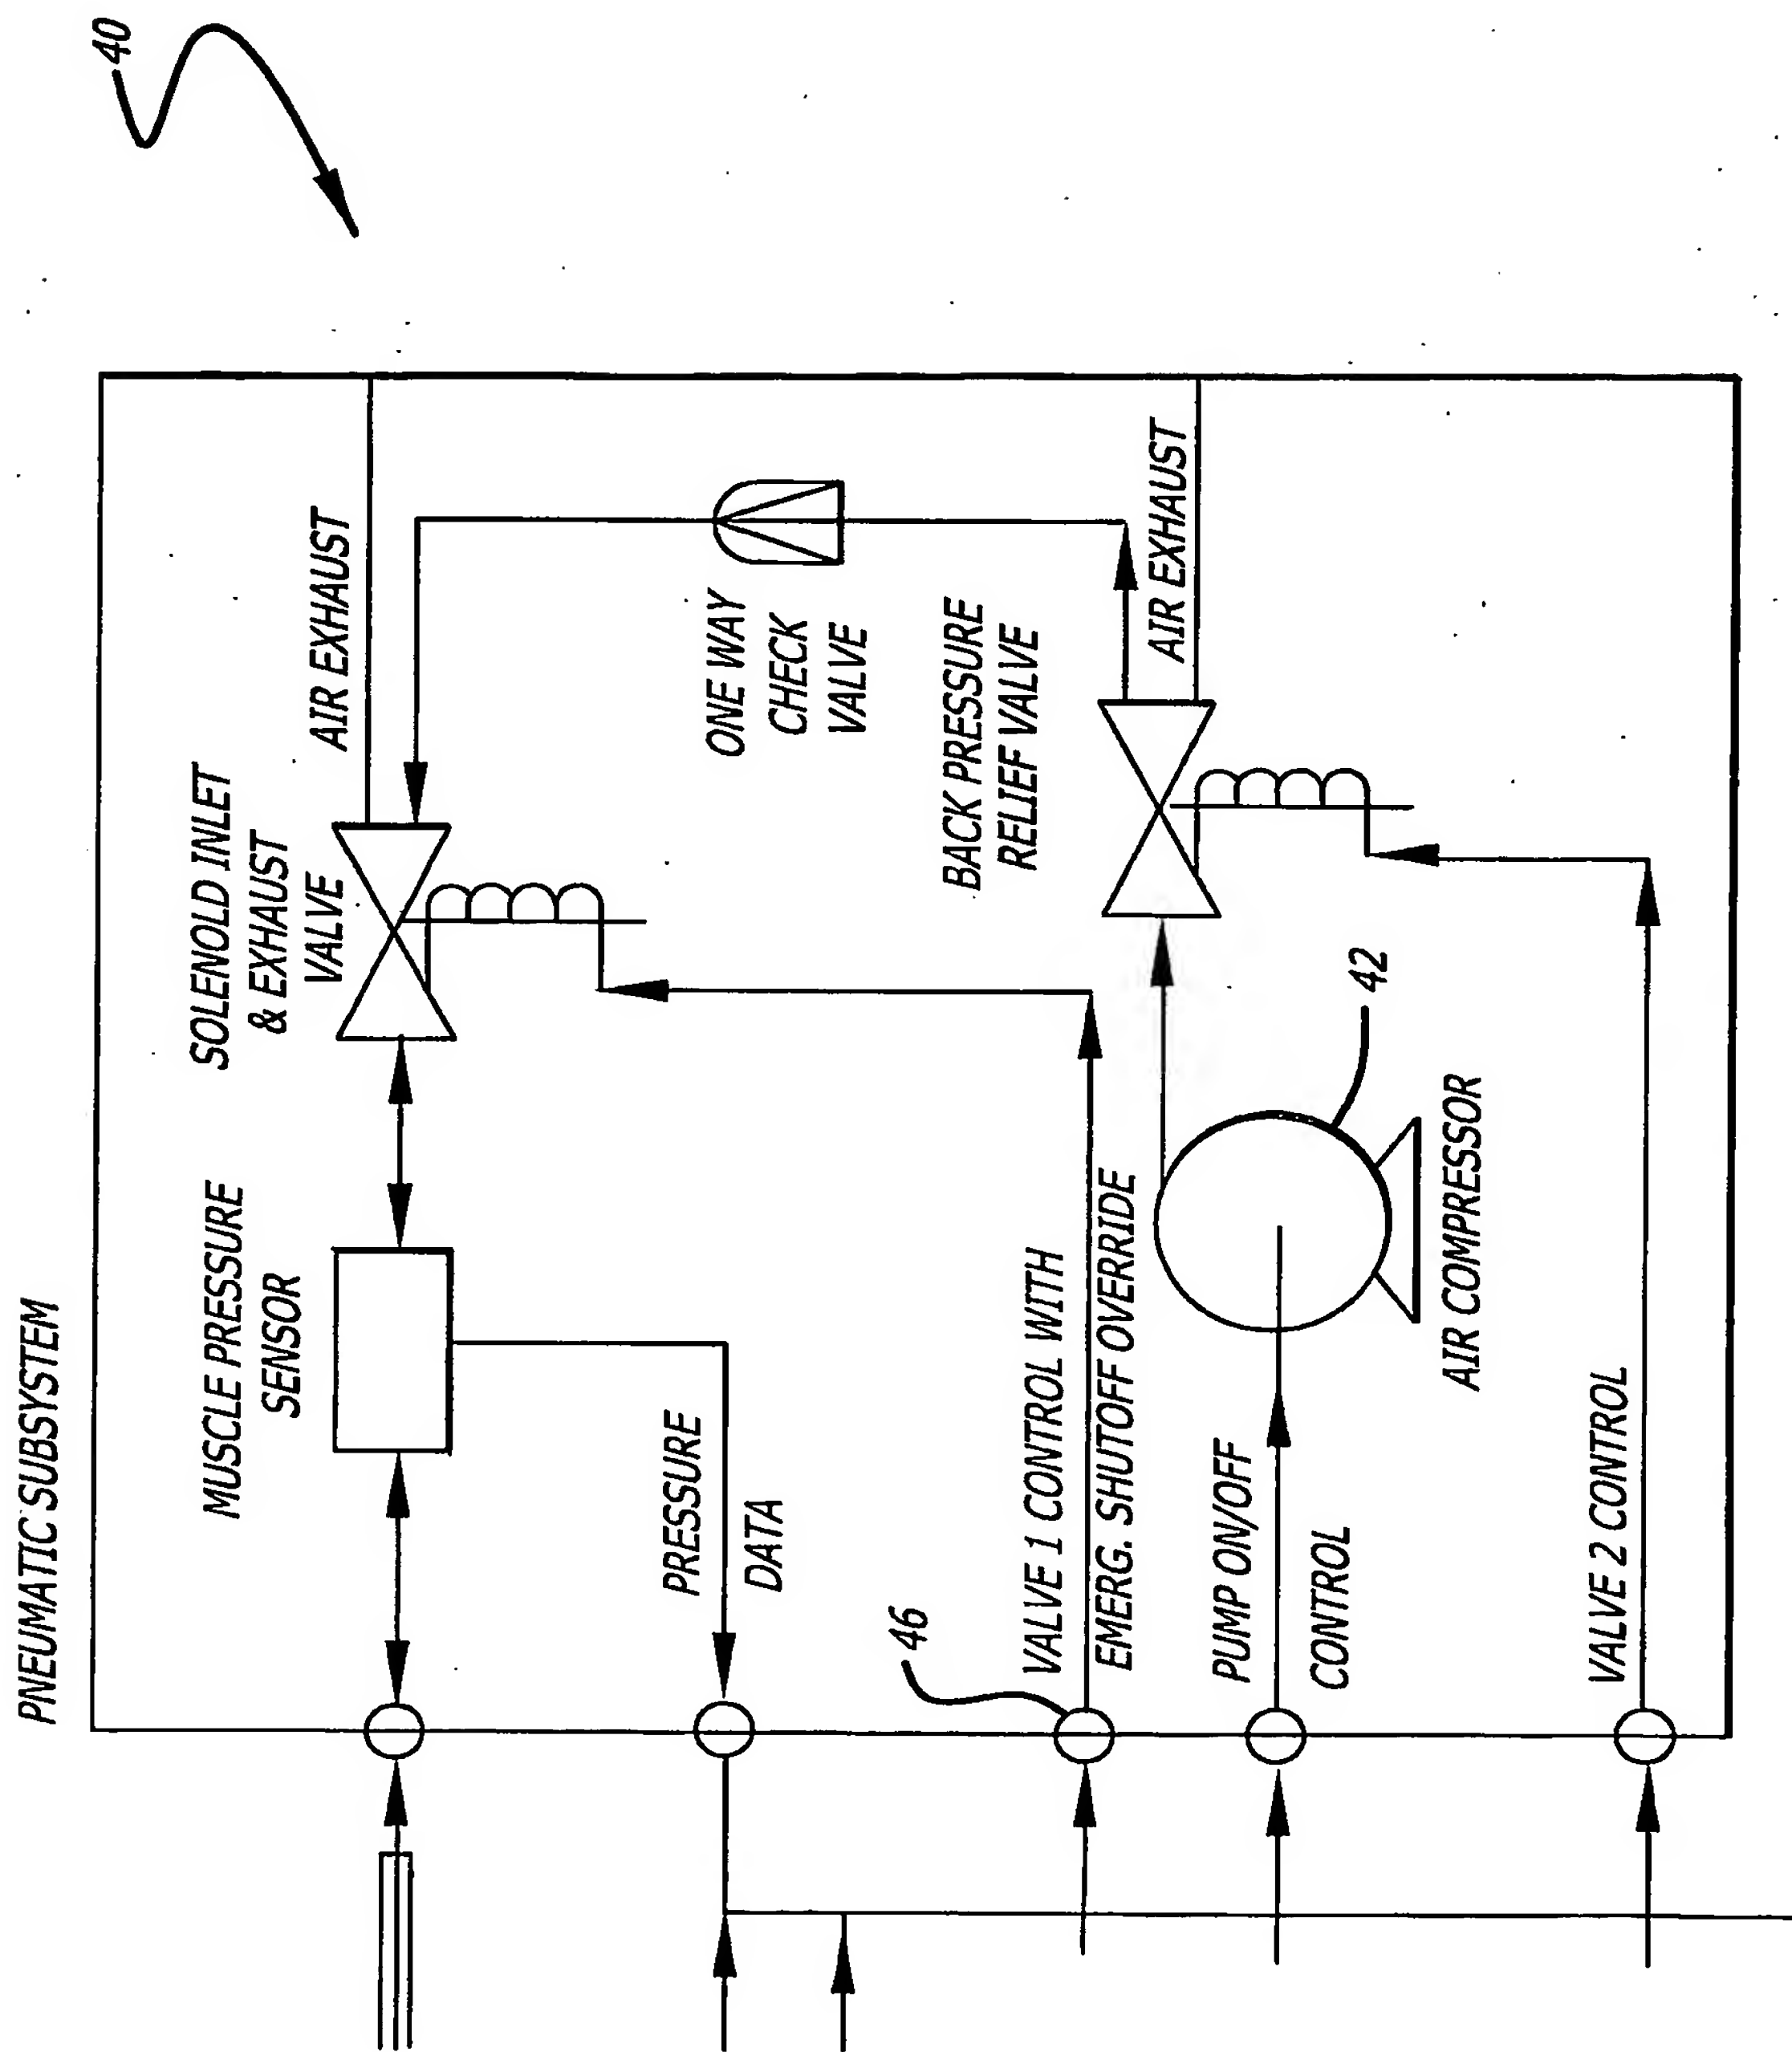 PNEUMATIC SUBSYSTEM
40
MUSCLE PRESSURE
SENSOR
SOLENOLD INLET
& EXHAUST
VALVE
AIR EXHAUST
PRESSURE
DATA
ONE WAY
CHECK
VALVE
46
VALVE 1 CONTROL WITH
EMERG. SHUTOFF OVERRIDE
BACK PRESSURE
RELIEF VALVE
AIR EXHAUST
PUMP ON/OFF
CONTROL
42
AIR COMPRESSOR
VALVE 2 CONTROL